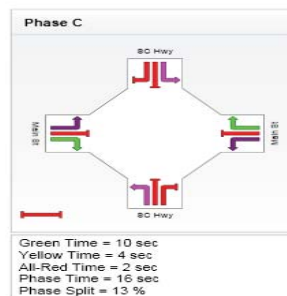 Phase C
SC Hwy
Main St
Main St
SC Hwy
Green Time = 10 sec
Yellow Time = 4 sec
All-Red Time = 2 sec
Phase Time = 16 sec
Phase Split = 13 %